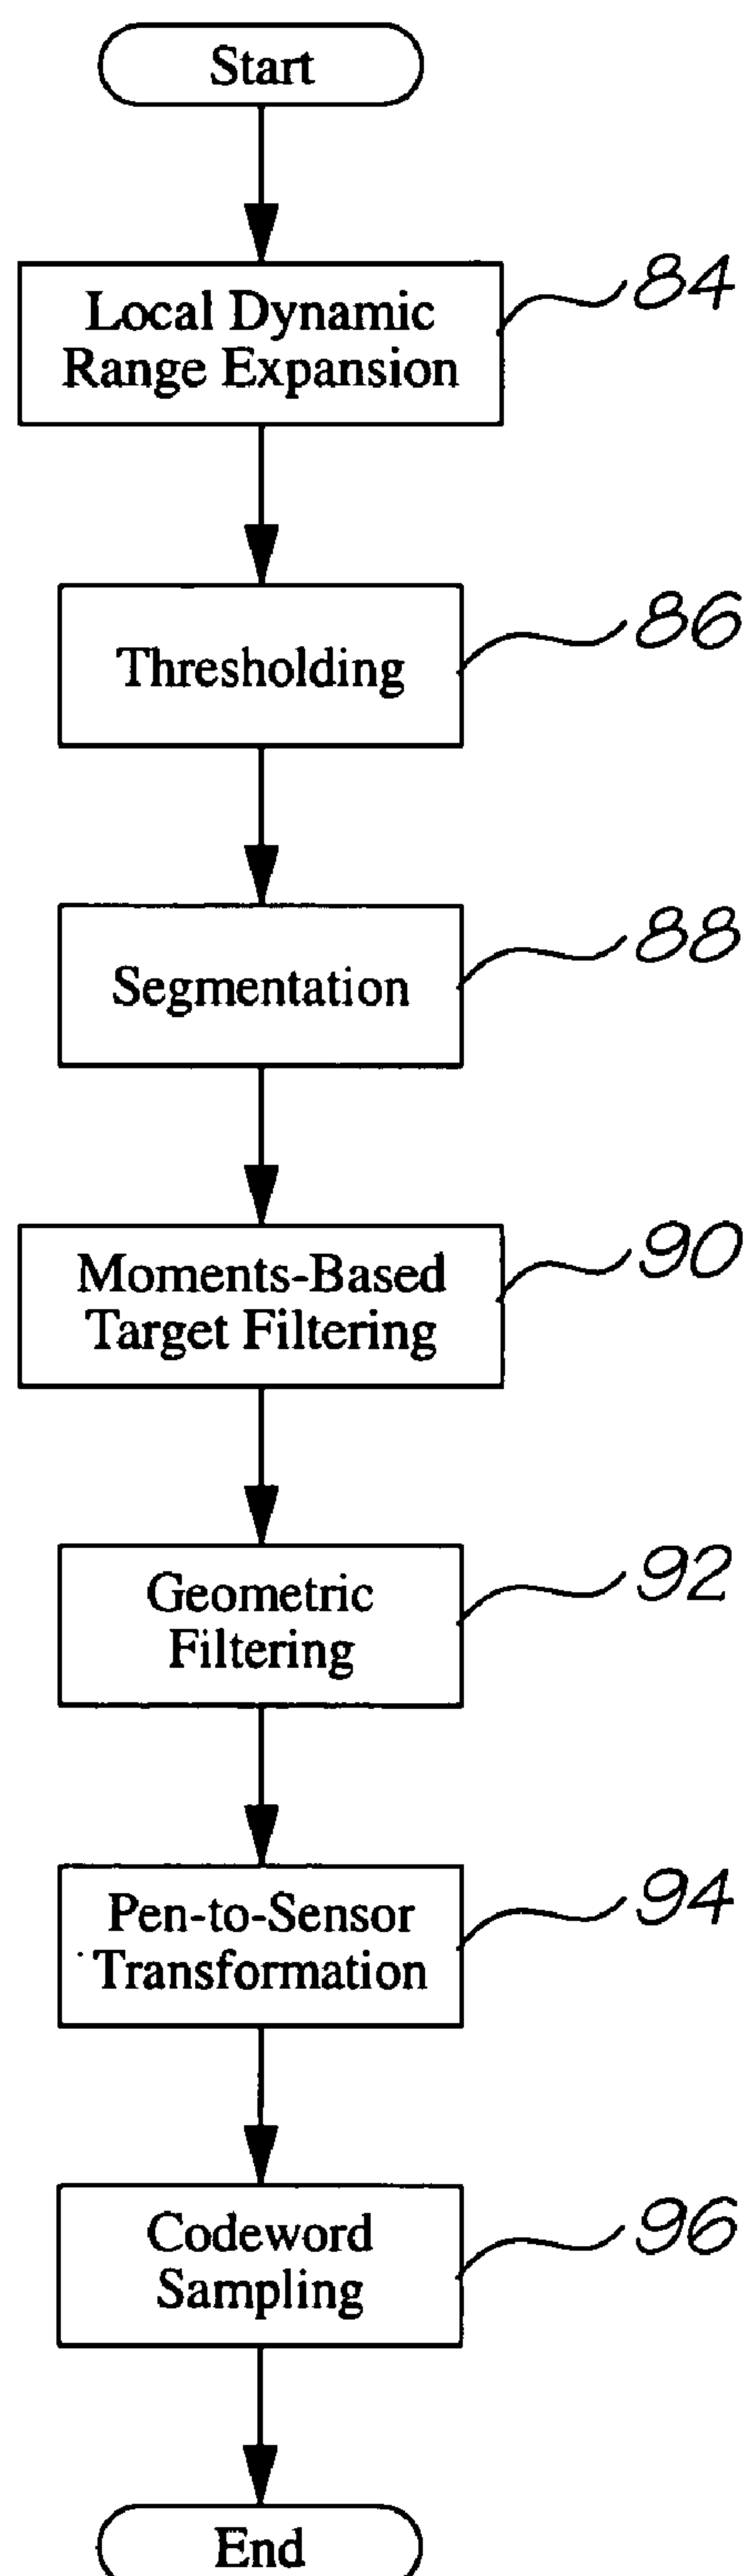 Start
Local Dynamic
Range Expansion
84
Thresholding
86
Segmentation
88
Moments-Based
Target Filtering
90
Geometric
Filtering
92
Pen-to-Sensor
Transformation
94
Codeword
Sampling
96
End